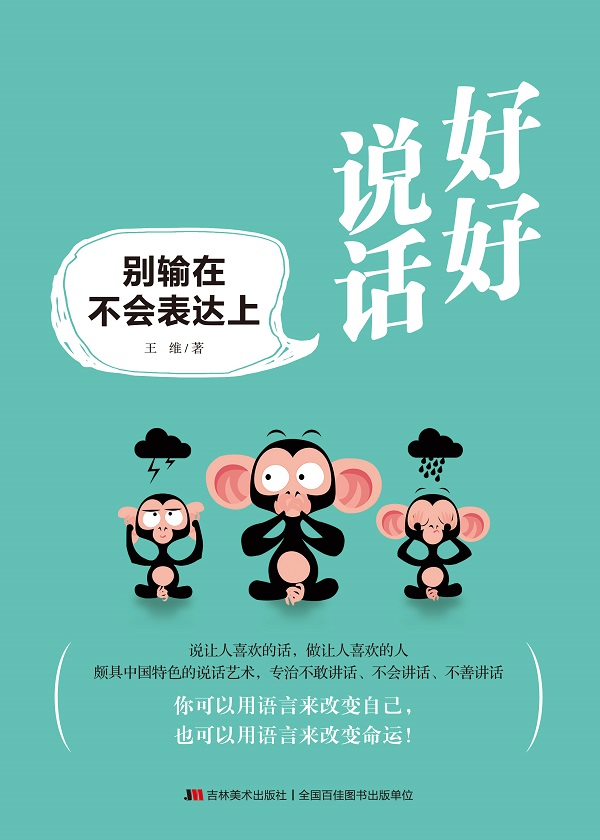 好好
说话
别输在
不会表达上
王 维/著
说让人喜欢的话，做让人喜欢的人
颇具中国特色的说话艺术，专治不敢讲话、不会讲话、不善讲话
你可以用语言来改变自己，
也可以用语言来改变命运！
吉林美术出版社|全国百佳图书出版单位